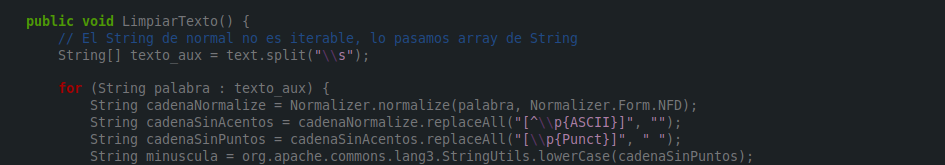 public void LimpiarTexto() {
// El String de normal no es iterable, lo pasamos array de String
String[] texto_aux = text.split("\\s");
for (String palabra : texto_aux) {
String cadenaNormalize = Normalizer.normalize(palabra, Normalizer.Form.NFD);
String cadenaSinAcentos = cadenaNormalize.replaceAll("[^\\p{ASCII}]", "");
String cadenaSinPuntos = cadenaSinAcentos.replaceAll("[\\p{Punct}]", " ");
String minuscula = org.apache.commons.lang3.StringUtils.lowerCase(cadenaSinPuntos);